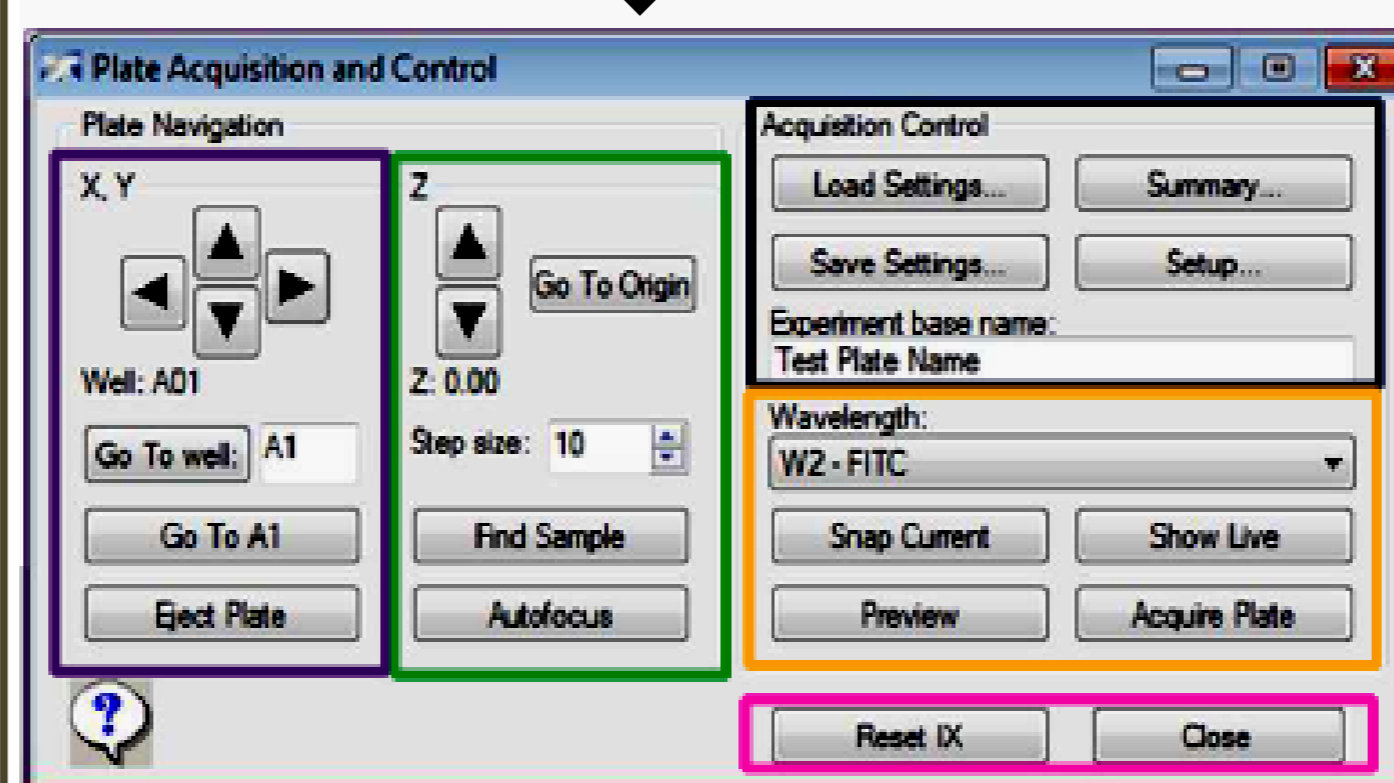 Plate Acquisition and Control
Plate Navigation
X, Y
Well: A01
Go To well: A1
Go To A1
Eject Plate
Z
Go To Origin
Z: 0.00
Step size: 10
Find Sample
Autofocus
Acquisition Control
Load Settings... Summary...
Save Settings... Setup...
Experiment base name:
Test Plate Name
Wavelength:
W2 - FITC
Snap Current Show Live
Preview Acquire Plate
?
Reset IX Close